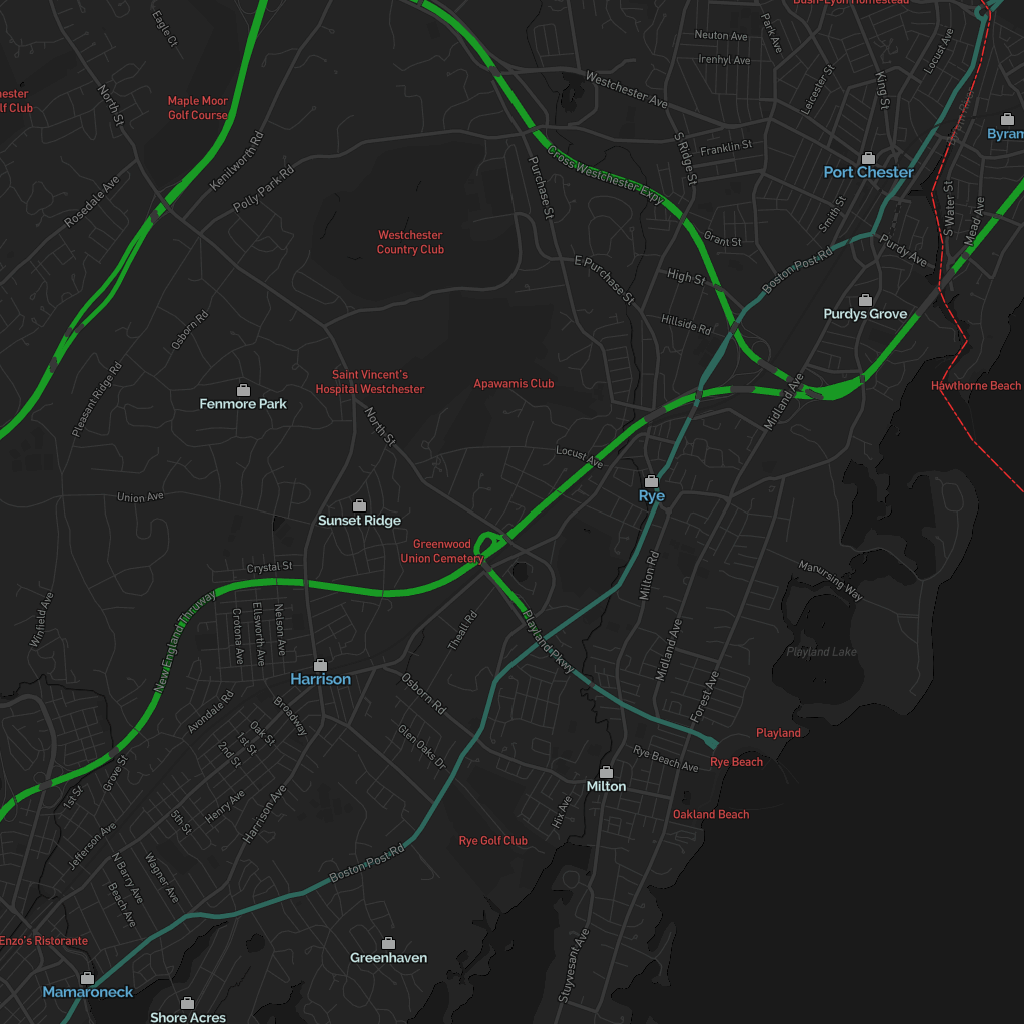 Bush-Lyon Homestead
Eagle Ct
Neuton Ave
Park Ave
Locust Ave
Irenhyl Ave
Westchester Ave
Leicester St
King St
North St
Maple Moor
Golf Course
lf Club
Byram
Kenilworth Rd
S Ridge St
Franklin St
Port Chester
Cross Westchester Expy
Polly Park Rd
Purchase St
Rosedale Ave
Smith St
S Water St
Mead Ave
Westchester
Country Club
Grant St
Purdy Ave
Boston Post Rd
E Purchase St
High St
Purdys Grove
Osborn Rd
Hillside Rd
Saint Vincent's
Hospital Westchester
Apawamis Club
Hawthorne Beach
Pleasant Ridge Rd
Fenmore Park
Midland Ave
North St
Locust Ave
Union Ave
Rye
Sunset Ridge
Greenwood
Union Cemetery
Crystal St
Milton Rd
Marvursing Way
New England Thruway
Winfield Ave
Crotona Ave
Ellsworth Ave
Nelson Ave
Theall Rd
Playland Pkwy
Midland Ave
Playland Lake
Harrison
Osborn Rd
Forest Ave
Avondale Rd
Broadway
Oak St
1st St
2nd St
Glen Oaks Dr
Playland
Rye Beach Ave
Rye Beach
Grove St
1st St
Milton
Henry Ave
5th St
Harrison Ave
Hix Ave
Oakland Beach
Jefferson Ave
Rye Golf Club
Boston Post Rd
N Barry Ave
Wagner Ave
Beach Ave
Enzo's Ristorante
Greenhaven
Stuyvesant Ave
Mamaroneck
Shore Acres